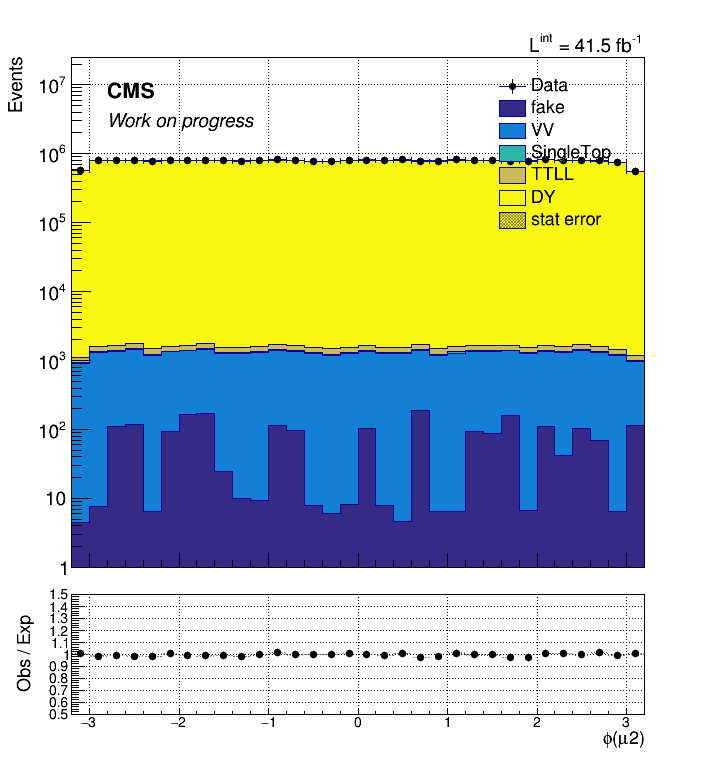 L^int = 41.5 fb^-1
Events
CMS
Work on progress
Data
fake
VV
SingleTop
TTLL
DY
stat error
10^7
10^6
10^5
10^4
10^3
10^2
10
1
Obs / Exp
1.5
1.4
1.3
1.2
1.1
1
0.9
0.8
0.7
0.6
0.5
−3 −2 −1 0 1 2 3
ϕ(μ2)